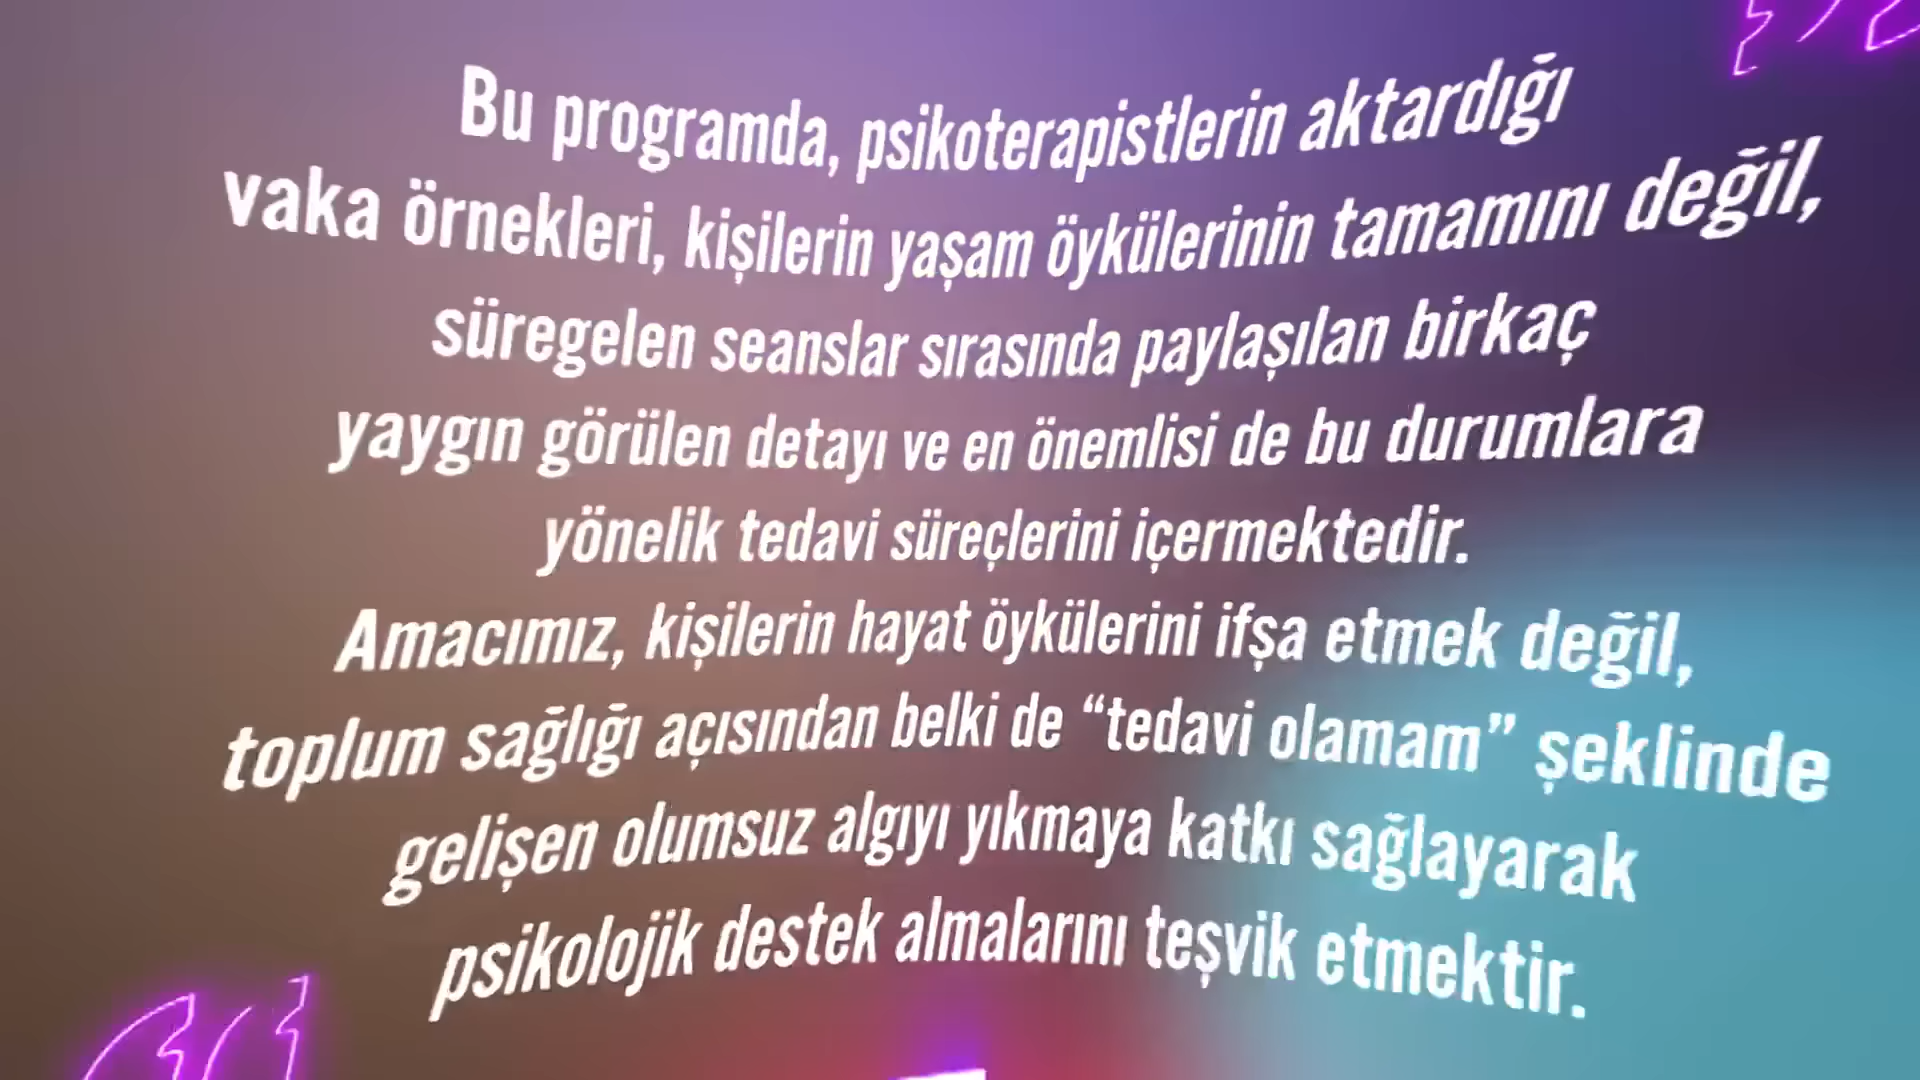 Bu programda, psikoterapistlerin aktardığı
vaka örnekleri, kişilerin yaşam öykülerinin tamamını değil,
süregelen seanslar sırasında paylaşılan birkaç
yaygın görülen detayı ve en önemlisi de bu durumlara
yönelik tedavi süreçlerini içermektedir.
Amacımız, kişilerin hayat öykülerini ifşa etmek değil,
toplum sağlığı açısından belki de “tedavi olamam” şeklinde
gelişen olumsuz algıyı yıkmaya katkı sağlayarak
psikolojik destek almalarını teşvik etmektir.